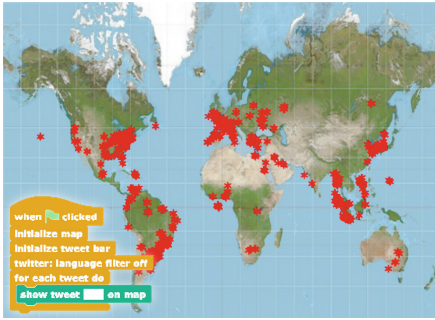 when clicked
initialize map
initialize tweet bar
twitter: language filter off
for each tweet do
show tweet on map